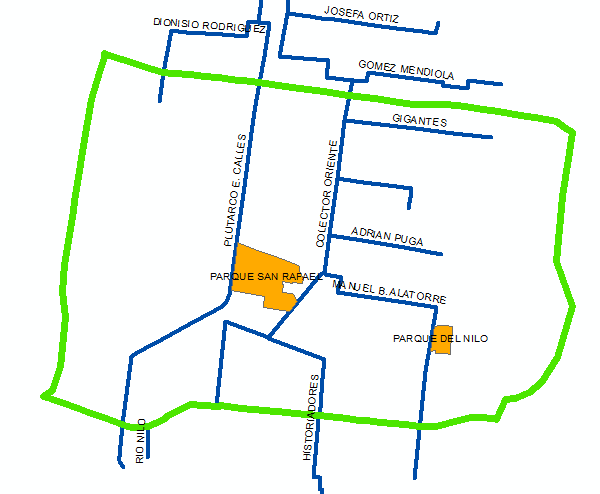 JOSEFA ORTIZ
DIONISIO RODRIGUEZ
GOMEZ MENDIOLA
GIGANTES
PLUTARCO E. CALLES
COLECTOR ORIENTE
ADRIAN PUGA
PARQUE SAN RAFAEL
MANUEL B. ALATORRE
PARQUE DEL NILO
HISTORIADORES
RIO NILO